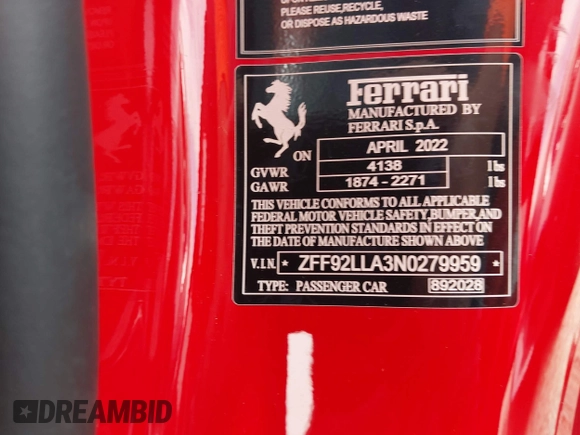 PLEASE REUSE,RECYCLE,
OR DISPOSE AS HAZARDOUS WASTE
Ferrari
MANUFACTURED BY
FERRARI S.p.A.
ON APRIL 2022
GVWR 4138 lbs
GAWR 1874 - 2271 lbs
THIS VEHICLE CONFORMS TO ALL APPLICABLE
FEDERAL MOTOR VEHICLE SAFETY,BUMPER,AND
THEFT PREVENTION STANDARDS IN EFFECT ON
THE DATE OF MANUFACTURE SHOWN ABOVE
V.I.N. * ZFF92LLA3N0279959 *
TYPE: PASSENGER CAR 892028
DREAMBID